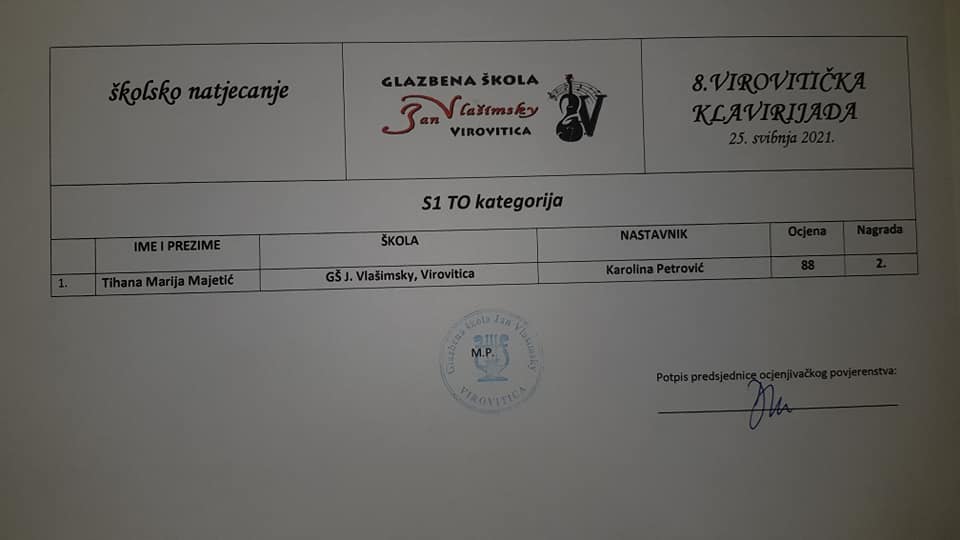 školsko natjecanje
GLAZBENA ŠKOLA
Jan Vlašimsky
VIROVITICA
8.VIROVITIČKA
KLAVIRIJADA
25. svibnja 2021.
S1 TO kategorija
IME I PREZIME ŠKOLA NASTAVNIK Ocjena Nagrada
1. Tihana Marija Majetić GŠ J. Vlašimsky, Virovitica Karolina Petrović 88 2.
Glazbena škola Jan Vlašimsky
M.P.
VIROVITICA
Potpis predsjednice ocjenjivačkog povjerenstva: